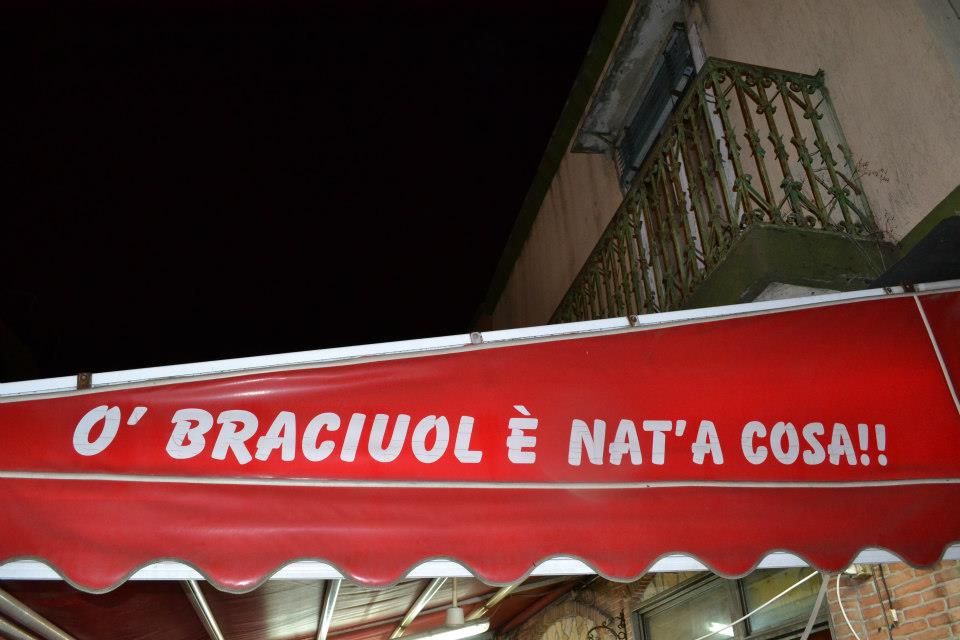 O' BRACIUOL È NAT'A COSA!!